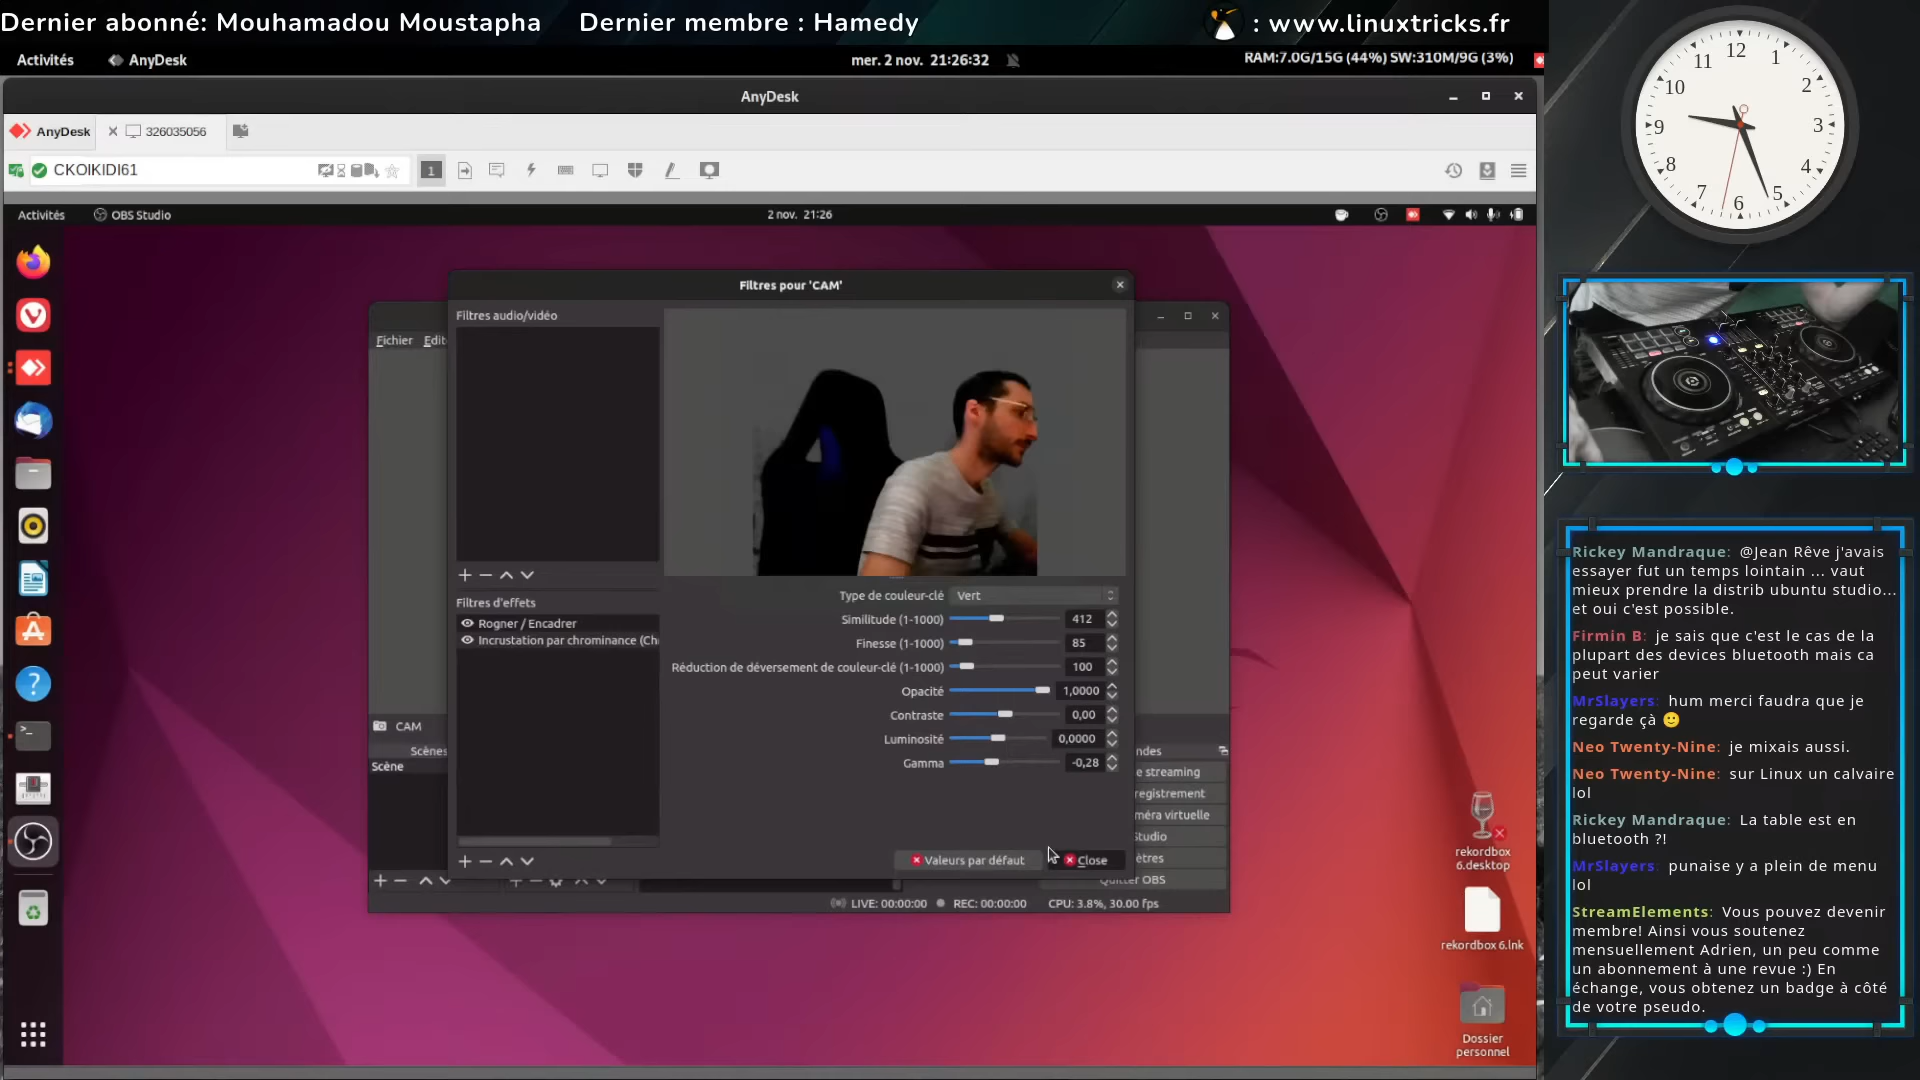 Dernier abonné: Mouhamadou Moustapha Dernier membre : Hamedy : www.linuxtricks.fr
Activités AnyDesk mer. 2 nov. 21:26:32 RAM:7.0G/15G (44%) SW:310M/9G (3%)
AnyDesk
AnyDesk 326035056
CKOIKIDI61 1
Activités OBS Studio 2 nov. 21:26
Filtres pour 'CAM'
Filtres audio/vidéo
Fichier Édit
Filtres d'effets
Rogner / Encadrer
Incrustation par chrominance (Ch
Type de couleur-clé Vert
Similitude (1-1000) 412
Finesse (1-1000) 85
Réduction de déversement de couleur-clé (1-1000) 100
Opacité 1,0000
Contraste 0,00
Luminosité 0,0000
Gamma -0,28
CAM
Scènes
Scène
ndes
e streaming
registrement
méra virtuelle
Studio
ètres
Quitter OBS
Valeurs par défaut Close
LIVE: 00:00:00 REC: 00:00:00 CPU: 3.8%, 30.00 fps
rekordbox
6.desktop
rekordbox 6.lnk
Dossier
personnel
12
1
2
3
4
5
6
7
8
9
10
11
Rickey Mandraque: @Jean Rêve j'avais
essayer fut un temps lointain ... vaut
mieux prendre la distrib ubuntu studio...
et oui c'est possible.
Firmin B: je sais que c'est le cas de la
plupart des devices bluetooth mais ca
peut varier
MrSlayers: hum merci faudra que je
regarde çà 🙂
Neo Twenty-Nine: je mixais aussi.
Neo Twenty-Nine: sur Linux un calvaire
lol
Rickey Mandraque: La table est en
bluetooth ?!
MrSlayers: punaise y a plein de menu
lol
StreamElements: Vous pouvez devenir
membre! Ainsi vous soutenez
mensuellement Adrien, un peu comme
un abonnement à une revue :) En
échange, vous obtenez un badge à côté
de votre pseudo.